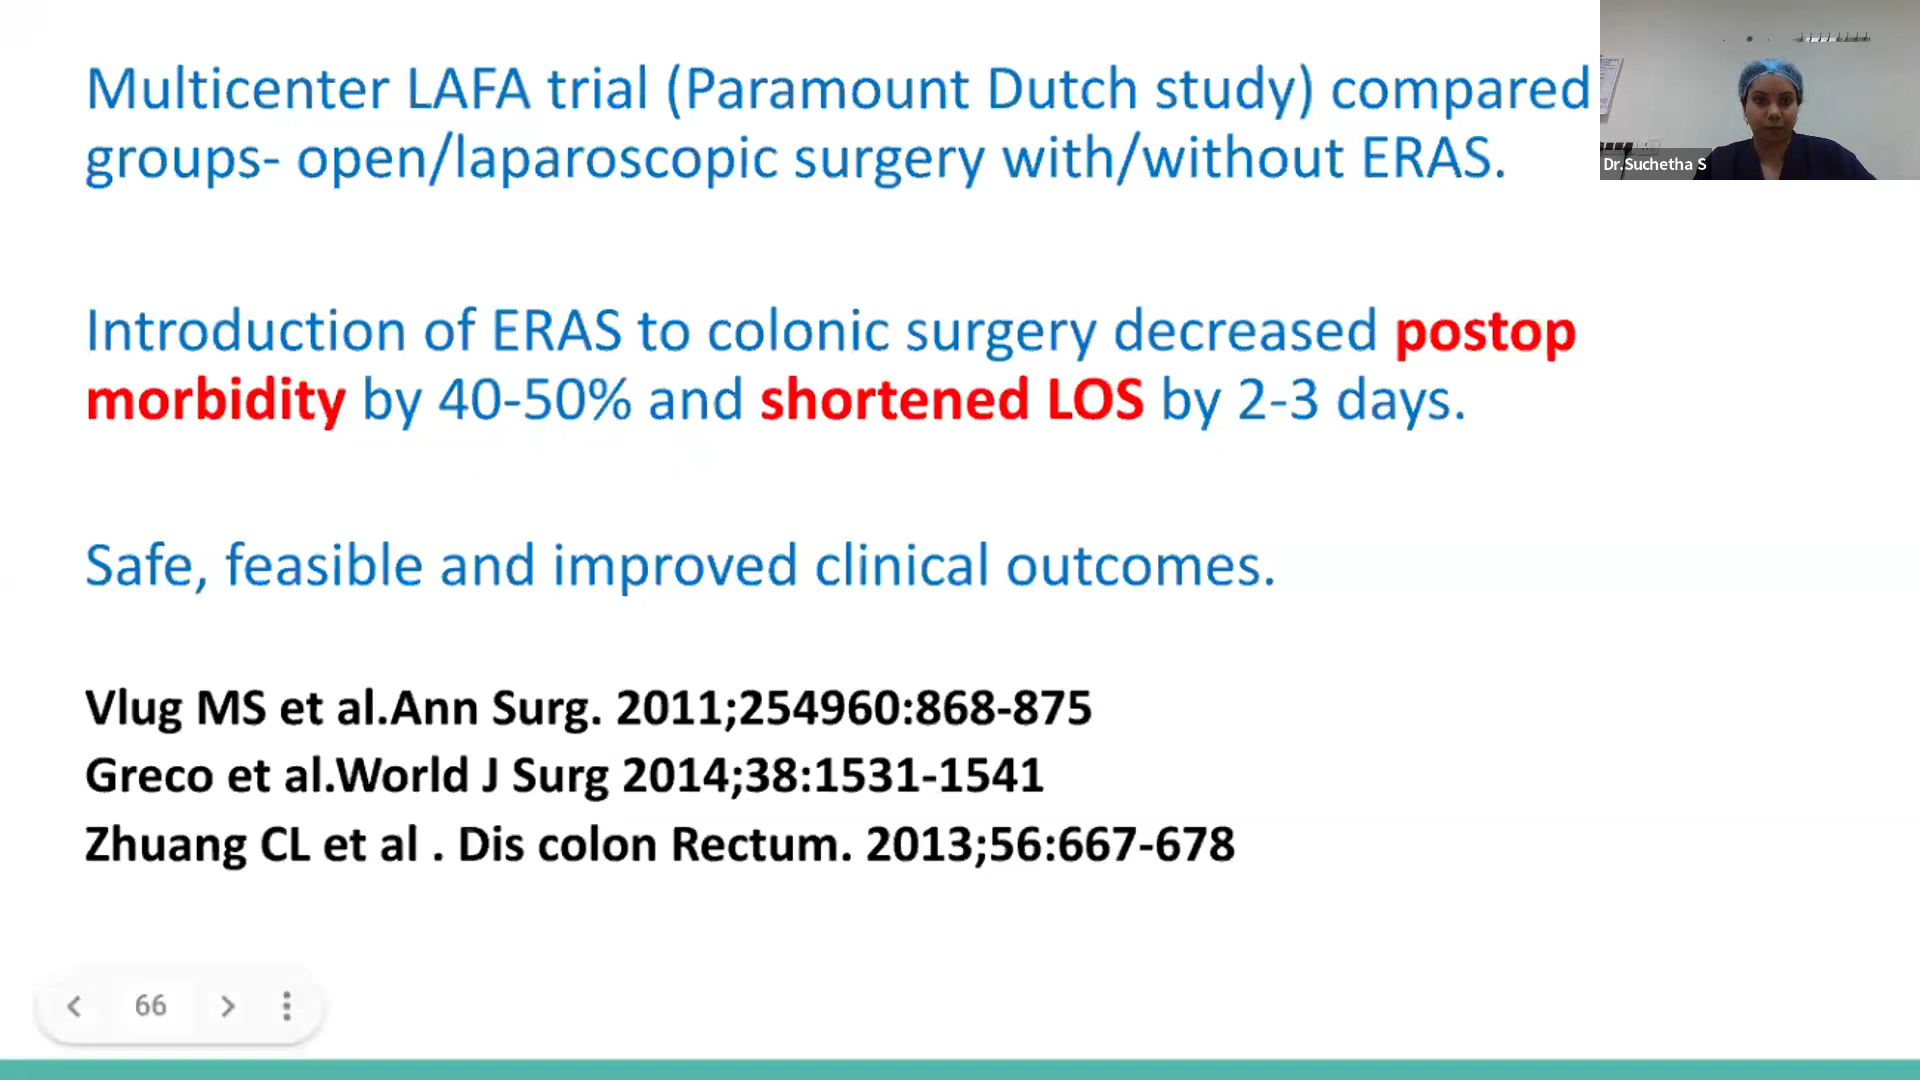 Multicenter LAFA trial (Paramount Dutch study) compared
groups- open/laparoscopic surgery with/without ERAS.
Introduction of ERAS to colonic surgery decreased postop
morbidity by 40-50% and shortened LOS by 2-3 days.
Safe, feasible and improved clinical outcomes.
Vlug MS et al.Ann Surg. 2011;254960:868-875
Greco et al.World J Surg 2014;38:1531-1541
Zhuang CL et al . Dis colon Rectum. 2013;56:667-678
66
Dr.Suchetha S